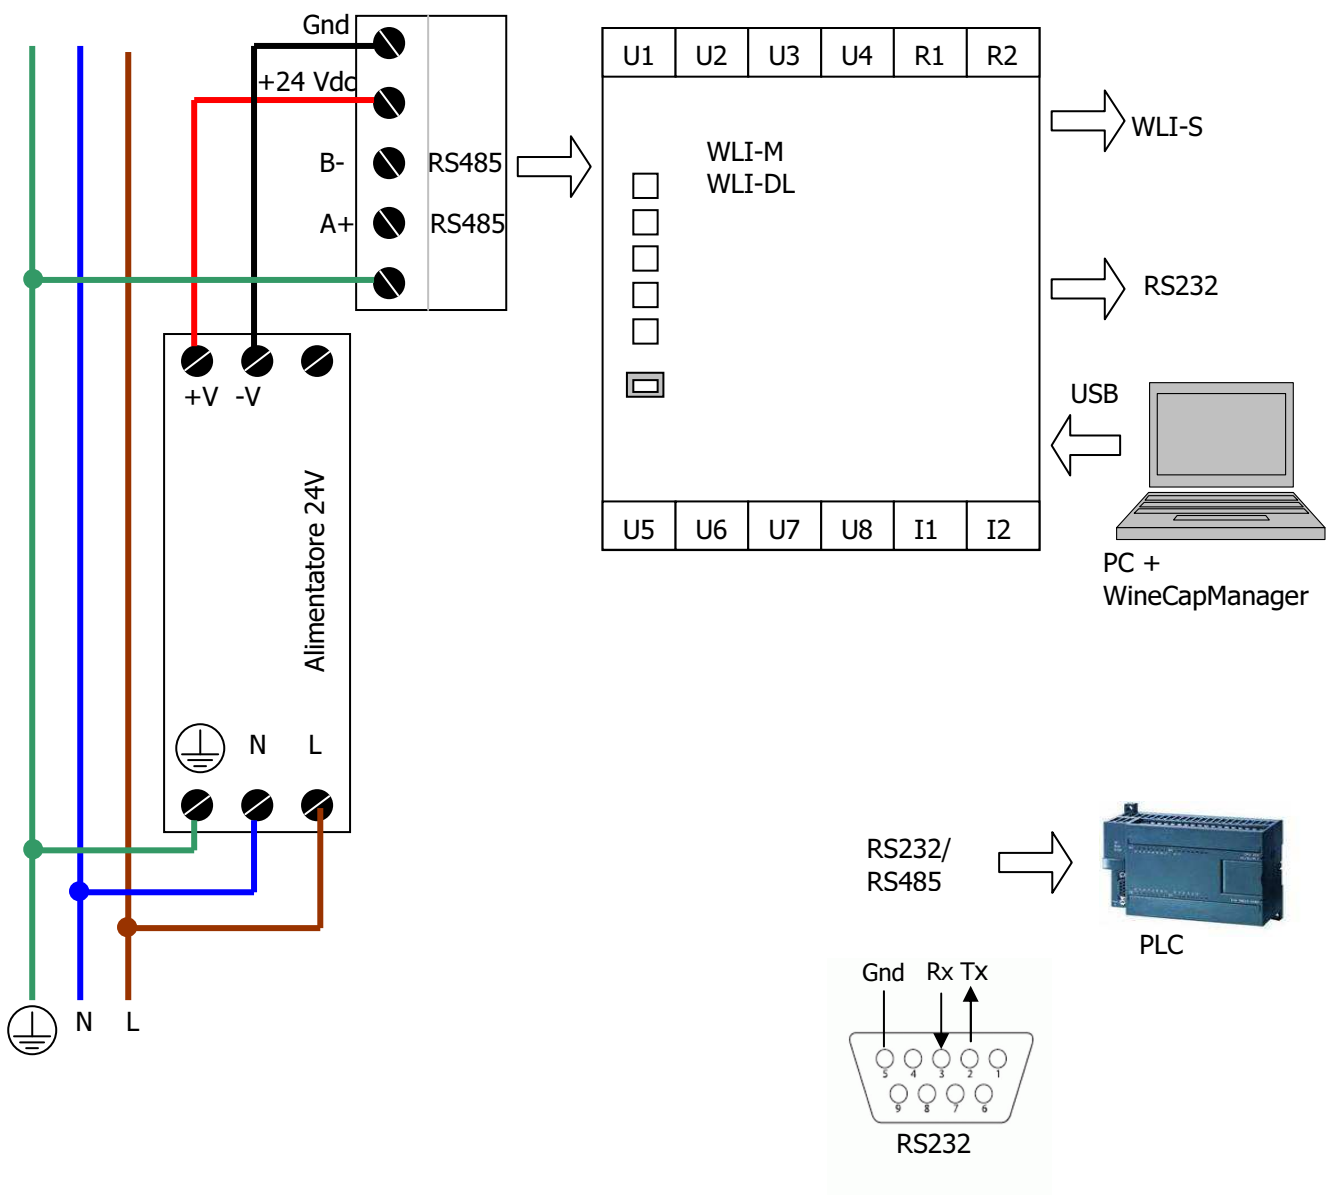 Gnd
+24 Vdc
B-
RS485
A+
RS485
U1 U2 U3 U4 R1 R2
WLI-M
WLI-DL
WLI-S
RS232
USB
U5 U6 U7 U8 I1 I2
PC +
WineCapManager
+V -V
Alimentatore 24V
N L
N L
RS232/
RS485
PLC
Gnd Rx Tx
5 4 3 2 1
9 8 7 6
RS232